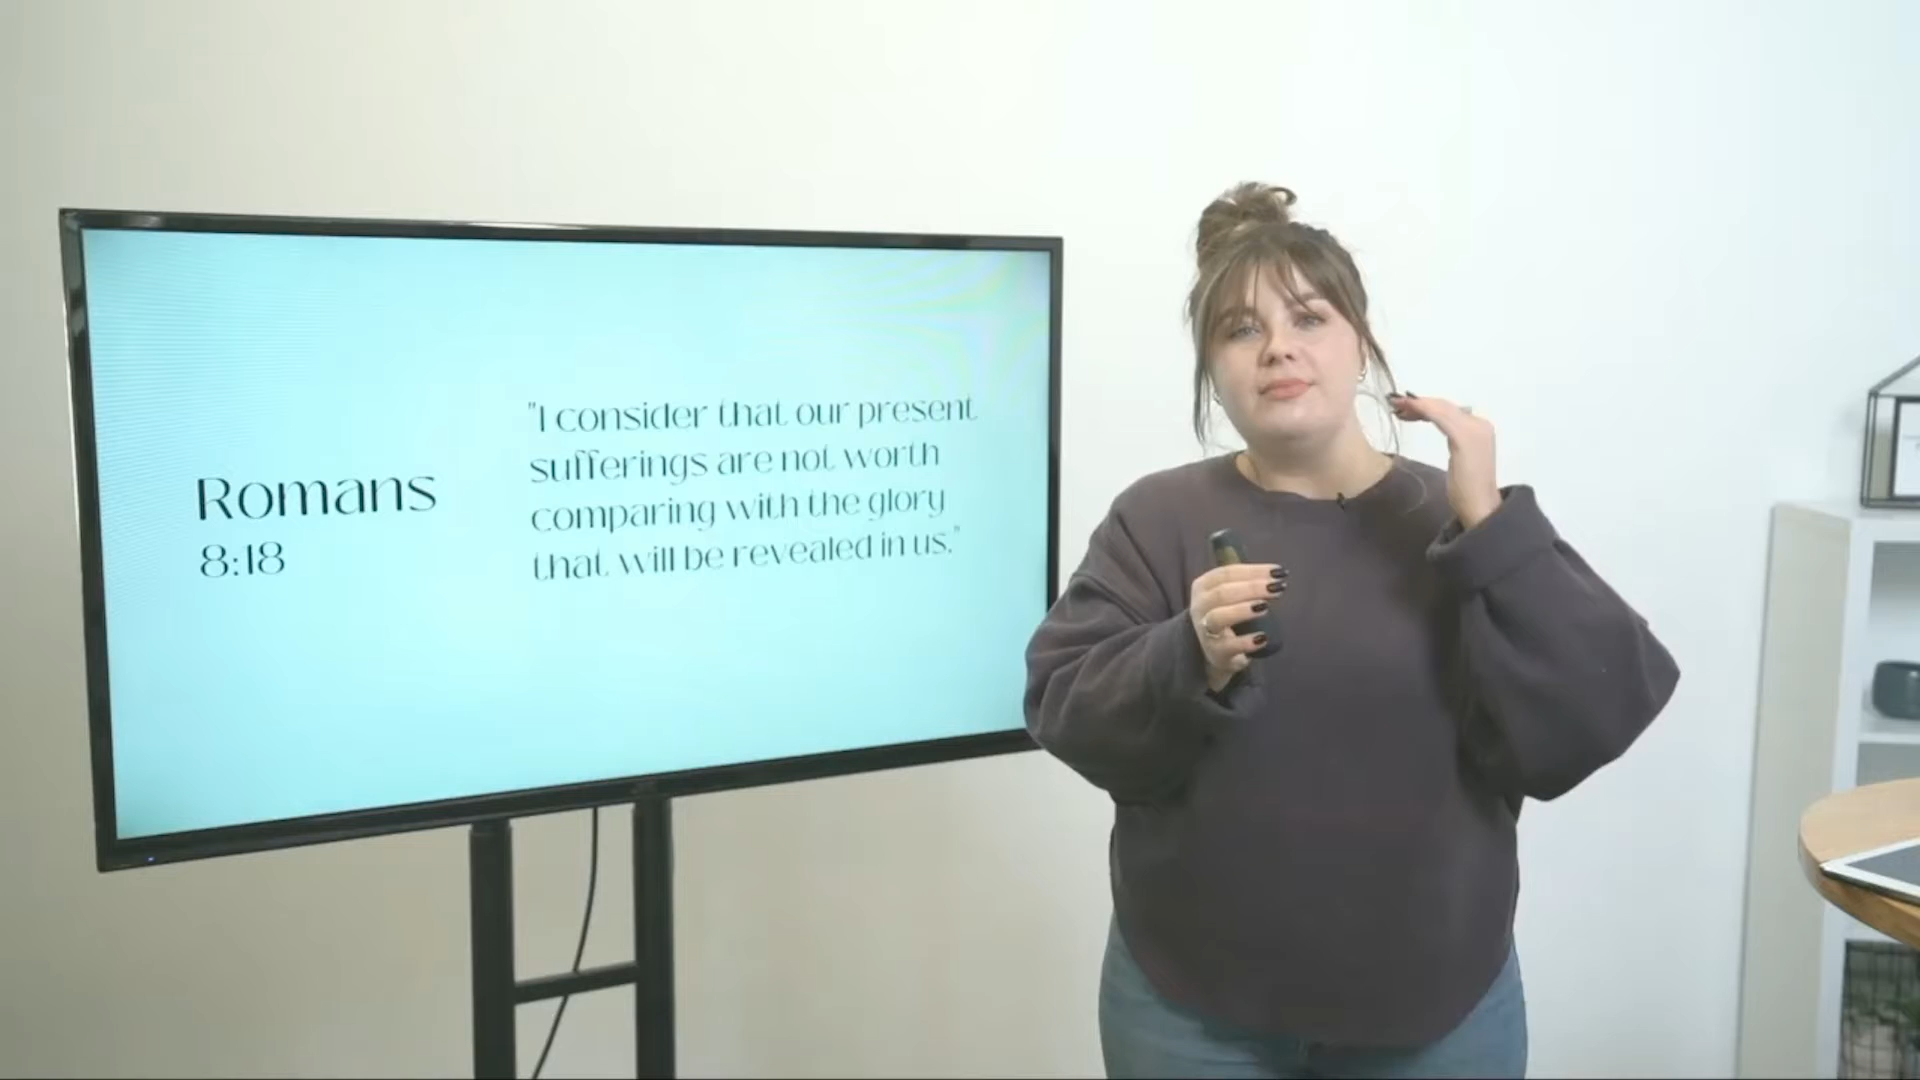 Romans
8:18
"I consider that our present
sufferings are not worth
comparing with the glory
that will be revealed in us."